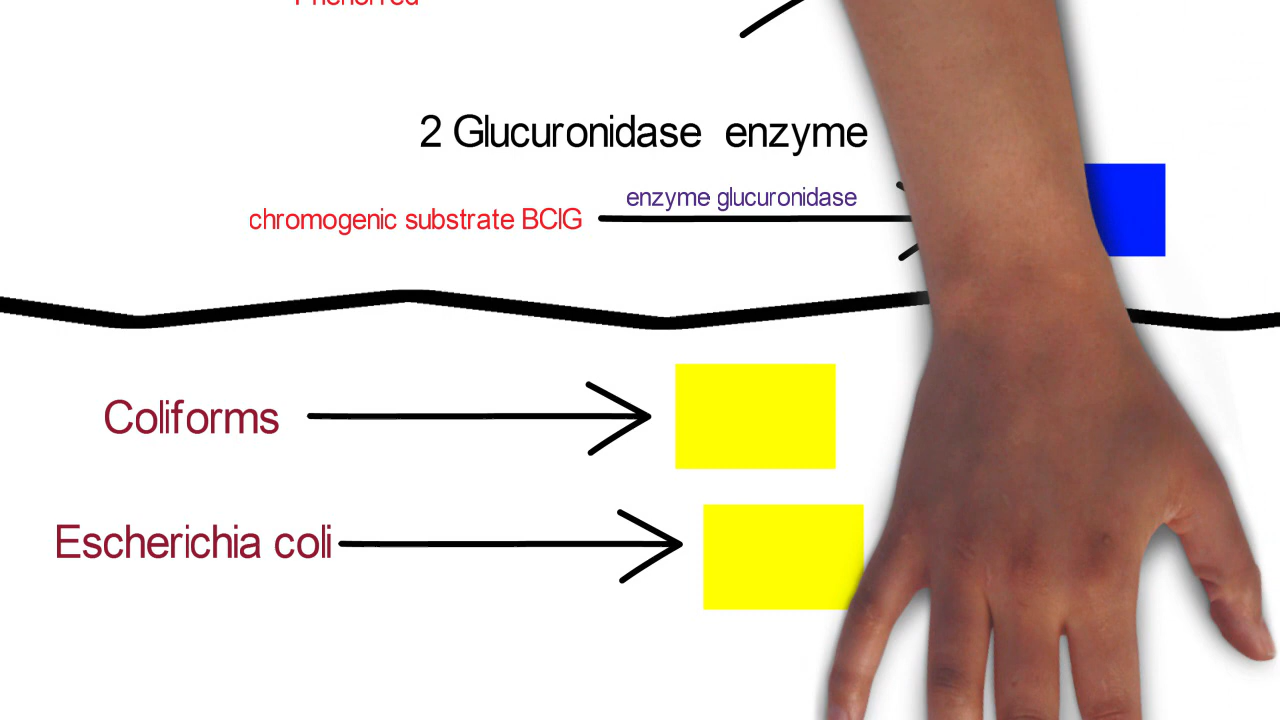 2 Glucuronidase enzyme
enzyme glucuronidase
chromogenic substrate BCIG
Coliforms
Escherichia coli